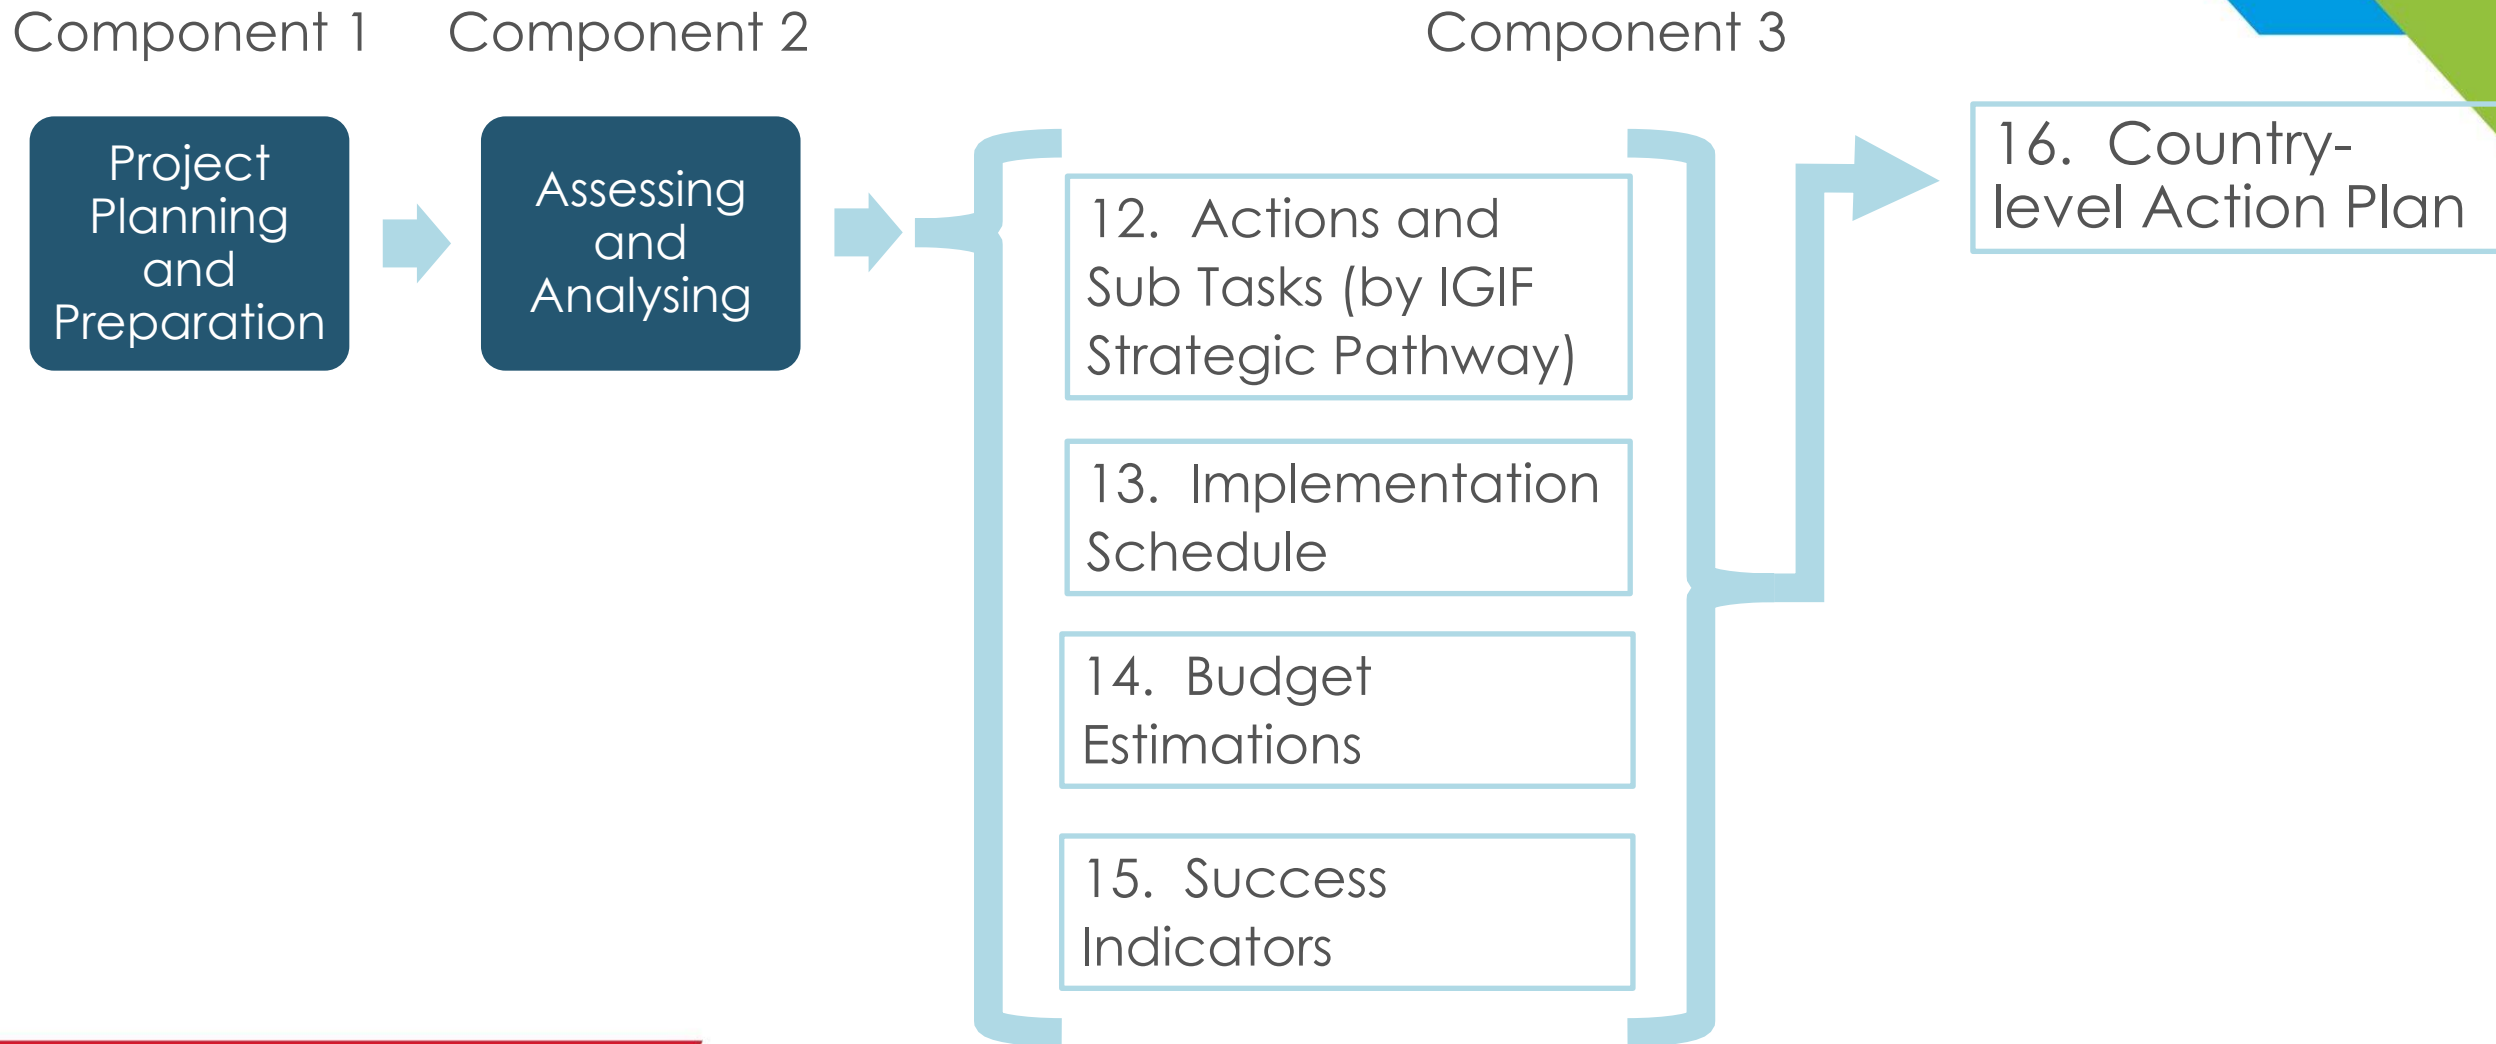 Component 1
Component 2
Component 3
Project
Planning
and
Preparation
Assessing
and
Analysing
12. Actions and
Sub Tasks (by IGIF
Strategic Pathway)
13. Implementation
Schedule
14. Budget
Estimations
15. Success
Indicators
16. Country-
level Action Plan